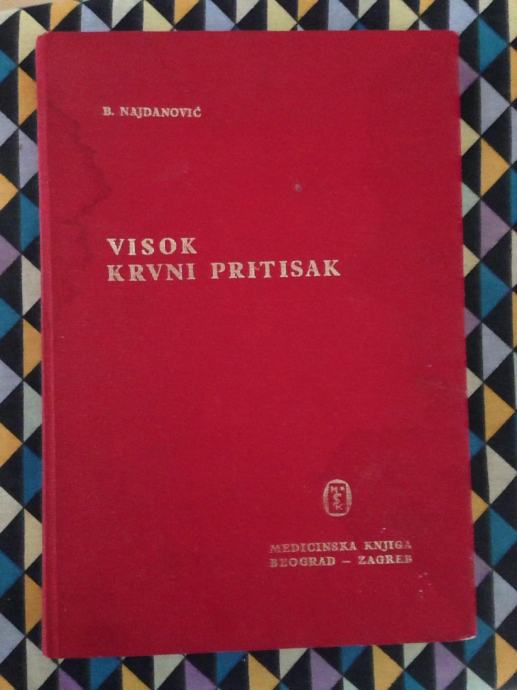 B. NAJDANOVIĆ
VISOK
KRVNI PRITISAK
MEDICINSKA KNJIGA
BEOGRAD – ZAGREB